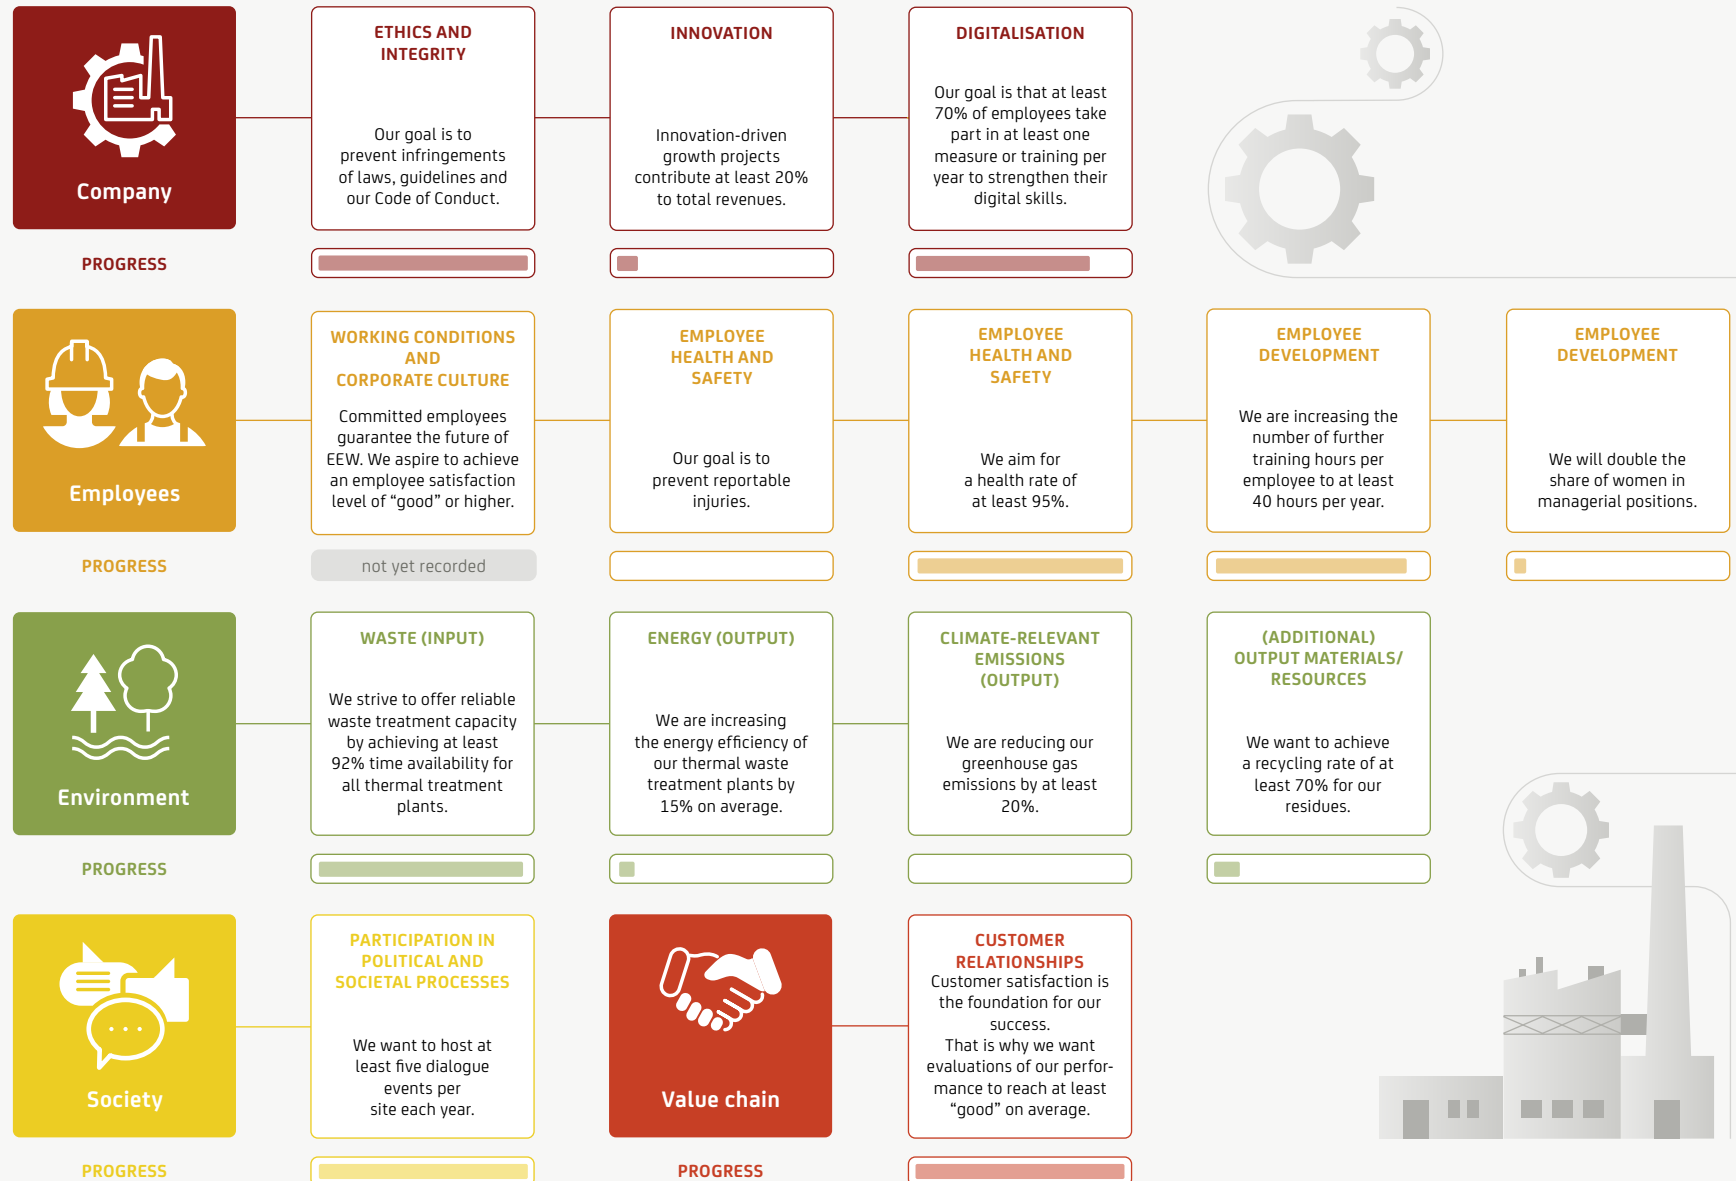 Company
ETHICS AND
INTEGRITY
Our goal is to
prevent infringements
of laws, guidelines and
our Code of Conduct.
INNOVATION
Innovation-driven
growth projects
contribute at least 20%
to total revenues.
DIGITALISATION
Our goal is that at least
70% of employees take
part in at least one
measure or training per
year to strengthen their
digital skills.
PROGRESS
Employees
WORKING CONDITIONS
AND
CORPORATE CULTURE
Committed employees
guarantee the future of
EEW. We aspire to achieve
an employee satisfaction
level of “good” or higher.
EMPLOYEE
HEALTH AND
SAFETY
Our goal is to
prevent reportable
injuries.
EMPLOYEE
HEALTH AND
SAFETY
We aim for
a health rate of
at least 95%.
EMPLOYEE
DEVELOPMENT
We are increasing the
number of further
training hours per
employee to at least
40 hours per year.
EMPLOYEE
DEVELOPMENT
We will double the
share of women in
managerial positions.
PROGRESS
not yet recorded
Environment
WASTE (INPUT)
We strive to offer reliable
waste treatment capacity
by achieving at least
92% time availability for
all thermal treatment
plants.
ENERGY (OUTPUT)
We are increasing
the energy efficiency of
our thermal waste
treatment plants by
15% on average.
CLIMATE-RELEVANT
EMISSIONS
(OUTPUT)
We are reducing our
greenhouse gas
emissions by at least
20%.
(ADDITIONAL)
OUTPUT MATERIALS/
RESOURCES
We want to achieve
a recycling rate of at
least 70% for our
residues.
PROGRESS
Society
PARTICIPATION IN
POLITICAL AND
SOCIETAL PROCESSES
We want to host at
least five dialogue
events per
site each year.
Value chain
CUSTOMER
RELATIONSHIPS
Customer satisfaction is
the foundation for our
success.
That is why we want
evaluations of our perfor-
mance to reach at least
“good” on average.
PROGRESS
PROGRESS